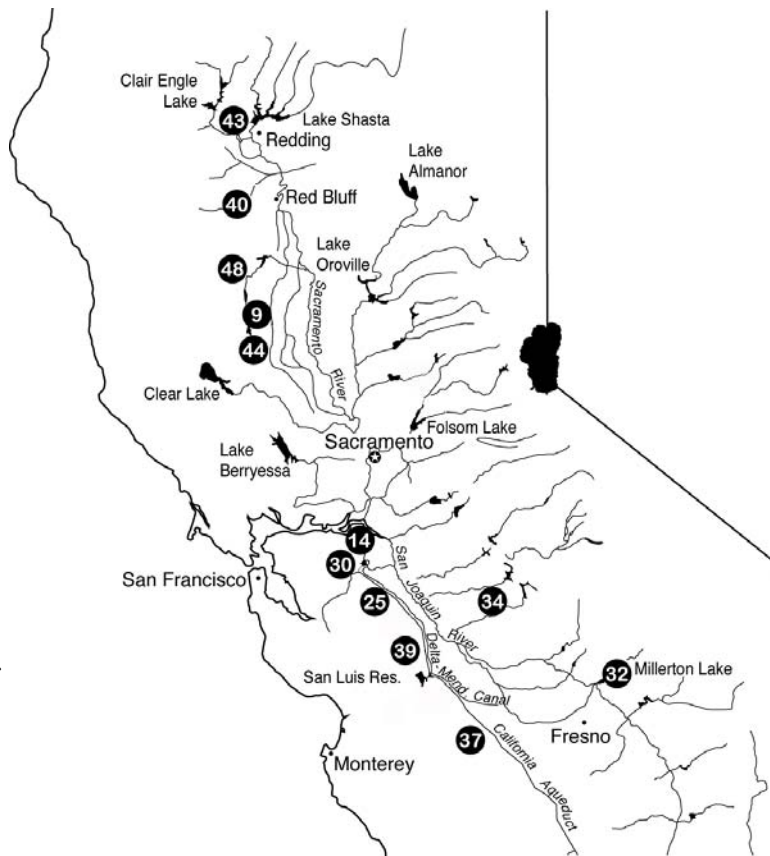 Clair Engle
Lake
43
Lake Shasta
Redding
Lake
Almanor
40
Red Bluff
48
Lake
Oroville
9
Sacramento
River
44
Clear Lake
Folsom Lake
Sacramento
Lake
Berryessa
14
30
San Francisco
San Joaquin
River
25
34
39
Delta-Mend. Canal
San Luis Res.
32
Millerton Lake
37
California
Aqueduct
Fresno
Monterey